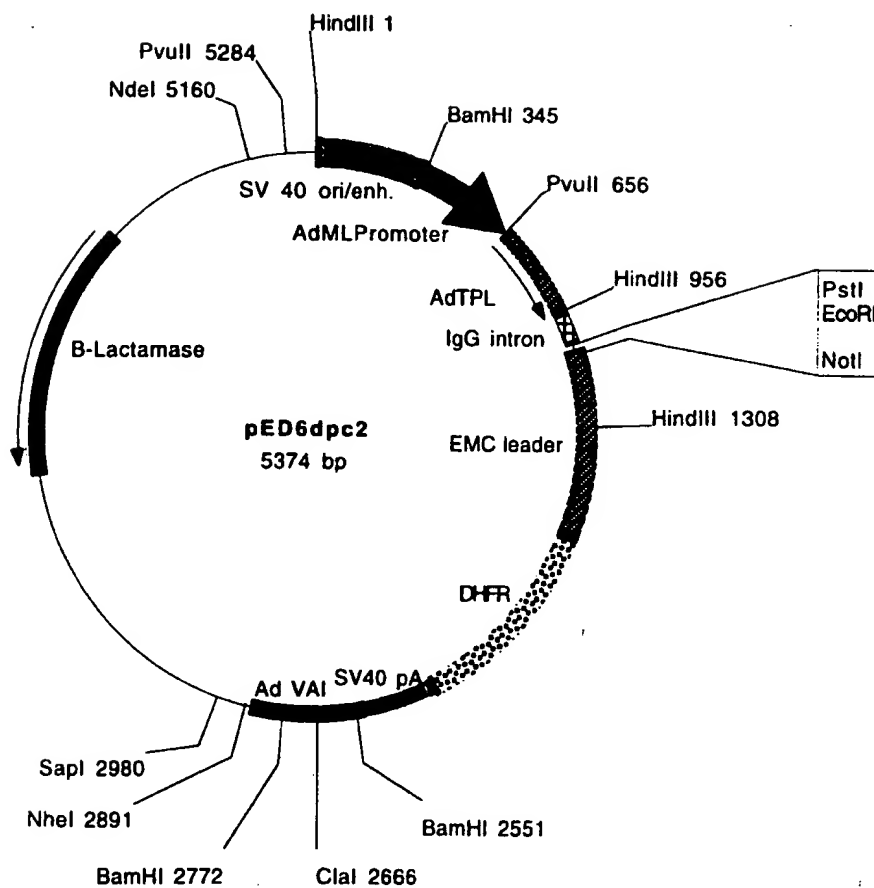 HindIII 1
PvuII 5284
NdeI 5160
BamHI 345
SV 40 ori/enh.
PvuII 656
AdMLPromoter
HindIII 956
AdTPL
PstI
EcoRI
IgG intron
NotI
B-Lactamase
HindIII 1308
pED6dpc2
EMC leader
5374 bp
DHFR
SV40 pA
Ad VAI
SapI 2980
NheI 2891
BamHI 2551
BamHI 2772
ClaI 2666